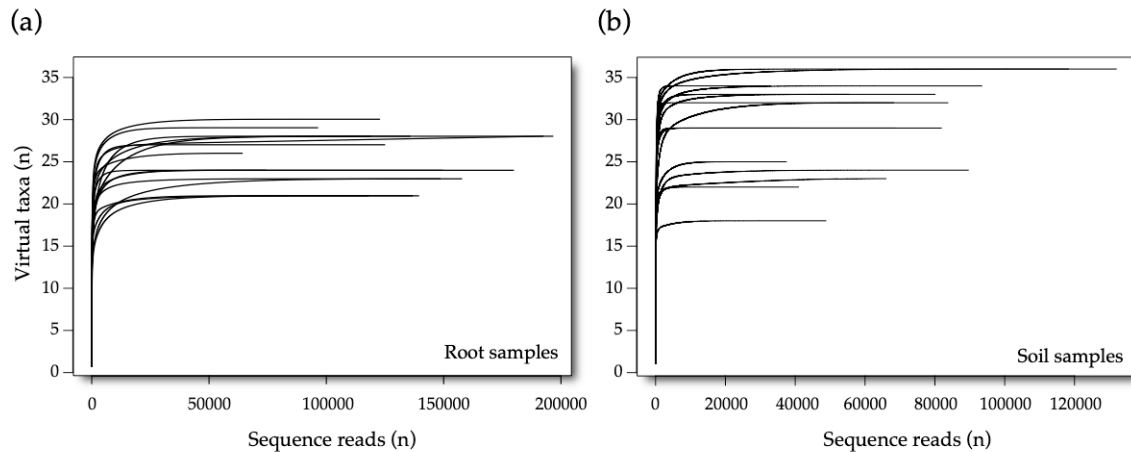 (a)
(b)
Virtual taxa (n)
35
30
25
20
15
10
5
0
Root samples
0 50000 100000 150000 200000
Sequence reads (n)
35
30
25
20
15
10
5
0
Soil samples
0 20000 40000 60000 80000 100000 120000
Sequence reads (n)